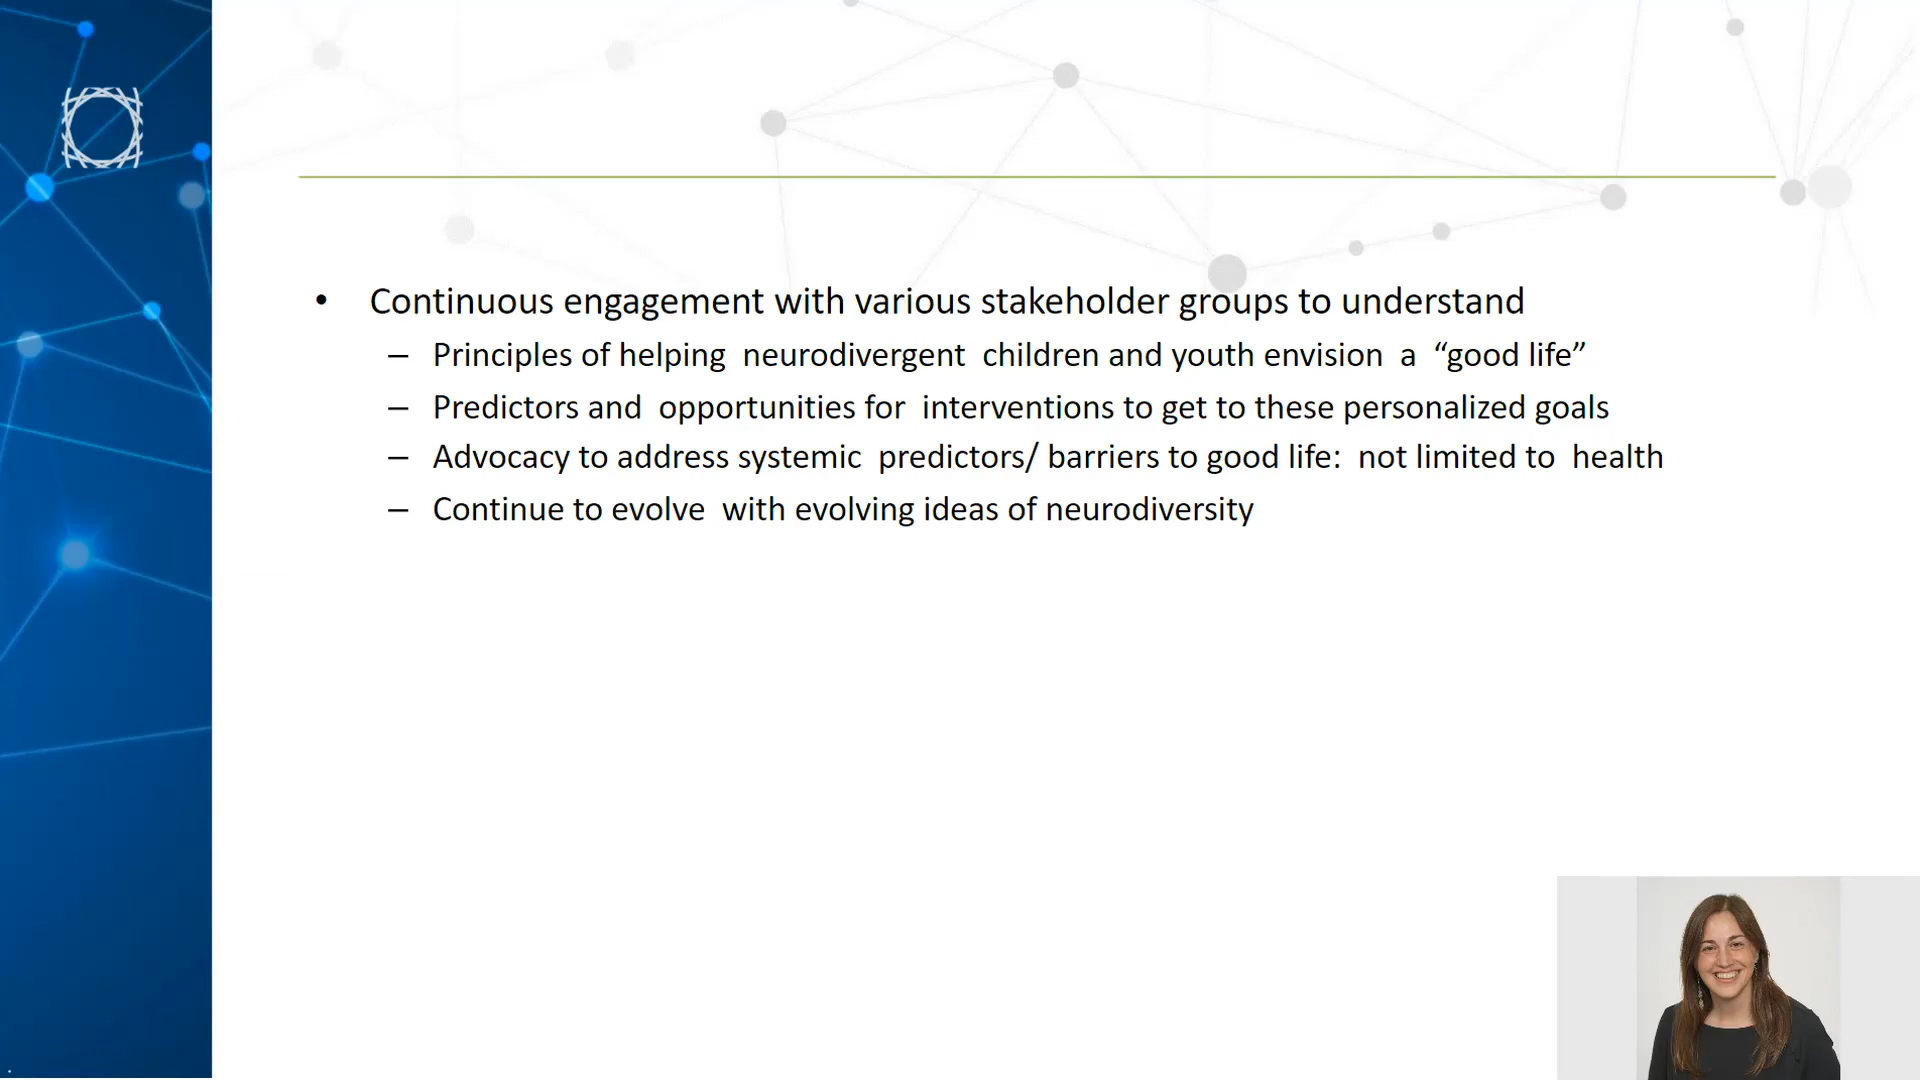 • Continuous engagement with various stakeholder groups to understand
– Principles of helping neurodivergent children and youth envision a “good life”
– Predictors and opportunities for interventions to get to these personalized goals
– Advocacy to address systemic predictors/ barriers to good life: not limited to health
– Continue to evolve with evolving ideas of neurodiversity